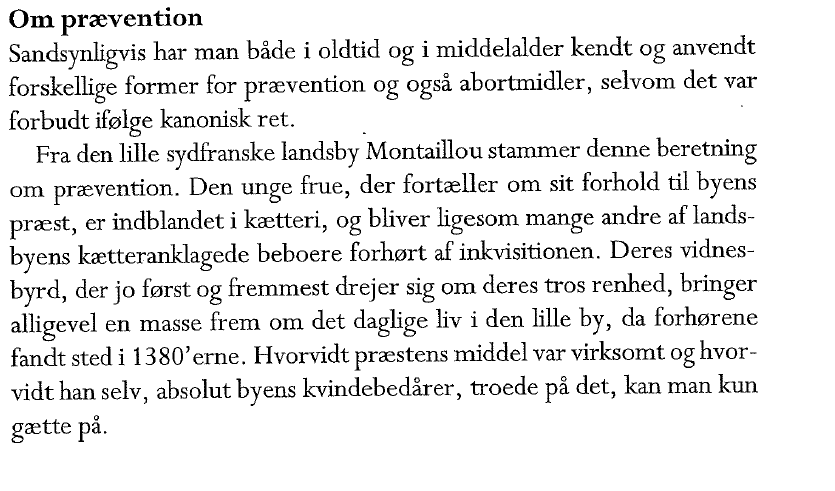 Om prævention
Sandsynligvis har man både i oldtid og i middelalder kendt og anvendt
forskellige former for prævention og også abortmidler, selvom det var
forbudt ifølge kanonisk ret.
Fra den lille sydfranske landsby Montaillou stammer denne beretning
om prævention. Den unge frue, der fortæller om sit forhold til byens
præst, er indblandet i kætteri, og bliver ligesom mange andre af lands-
byens kætteranklagede beboere forhørt af inkvisitionen. Deres vidnes-
byrd, der jo først og fremmest drejer sig om deres tros renhed, bringer
alligevel en masse frem om det daglige liv i den lille by, da forhørene
fandt sted i 1380'erne. Hvorvidt præstens middel var virksomt og hvor-
vidt han selv, absolut byens kvindebedårer, troede på det, kan man kun
gætte på.